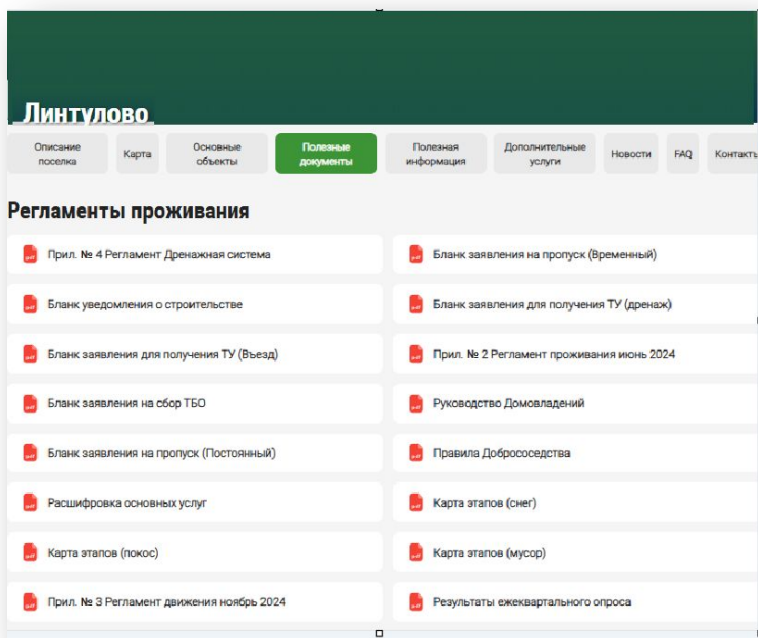 Линтулово
Описание поселка
Карта
Основные объекты
Полезные документы
Полезная информация
Дополнительные услуги
Новости
FAQ
Контакты
Регламенты проживания
Прил. № 4 Регламент Дренажная система
Бланк заявления на пропуск (Временный)
Бланк уведомления о строительстве
Бланк заявления для получения ТУ (дренаж)
Бланк заявления для получения ТУ (Въезд)
Прил. № 2 Регламент проживания июнь 2024
Бланк заявления на сбор ТБО
Руководство Домовладений
Бланк заявления на пропуск (Постоянный)
Правила Добрососедства
Расшифровка основных услуг
Карта этапов (снег)
Карта этапов (покос)
Карта этапов (мусор)
Прил. № 3 Регламент движения ноябрь 2024
Результаты ежеквартального опроса